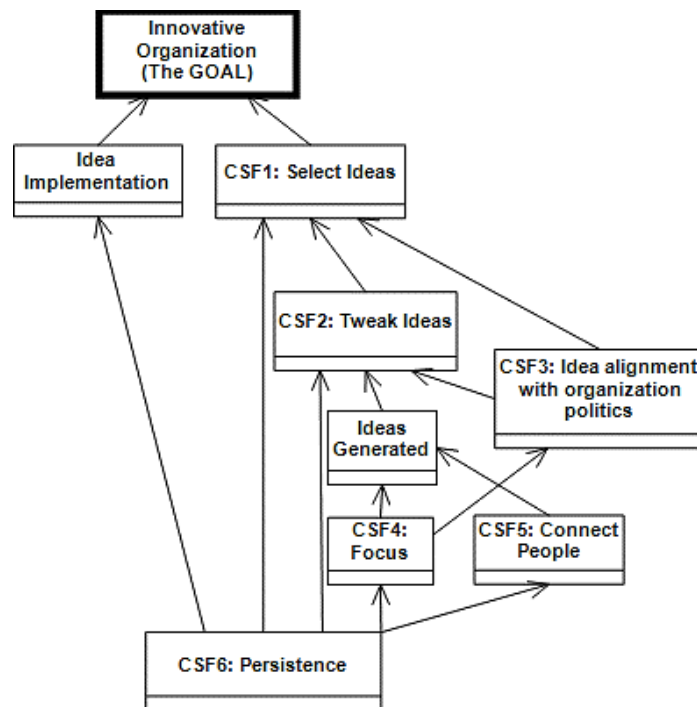 Innovative
Organization
(The GOAL)
Idea
Implementation
CSF1: Select Ideas
CSF2: Tweak Ideas
CSF3: Idea alignment
with organization
politics
Ideas
Generated
CSF4:
Focus
CSF5: Connect
People
CSF6: Persistence